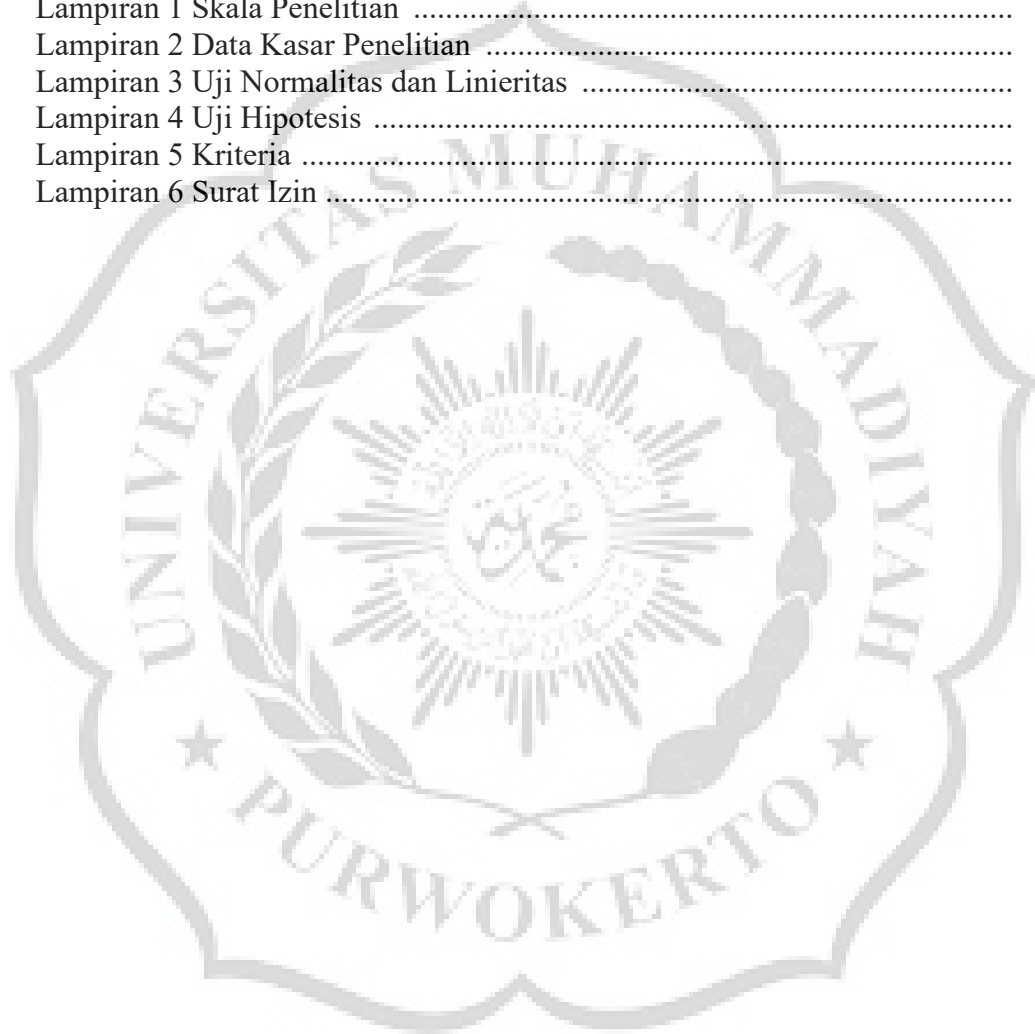 Lampiran 1 Skala Penelitian ...........................................................................
Lampiran 2 Data Kasar Penelitian ..................................................................
Lampiran 3 Uji Normalitas dan Linieritas ......................................................
Lampiran 4 Uji Hipotesis ................................................................................
Lampiran 5 Kriteria .........................................................................................
Lampiran 6 Surat Izin ......................................................................................
UNIVERSITAS MUHAMMADIYAH
PURWOKERTO